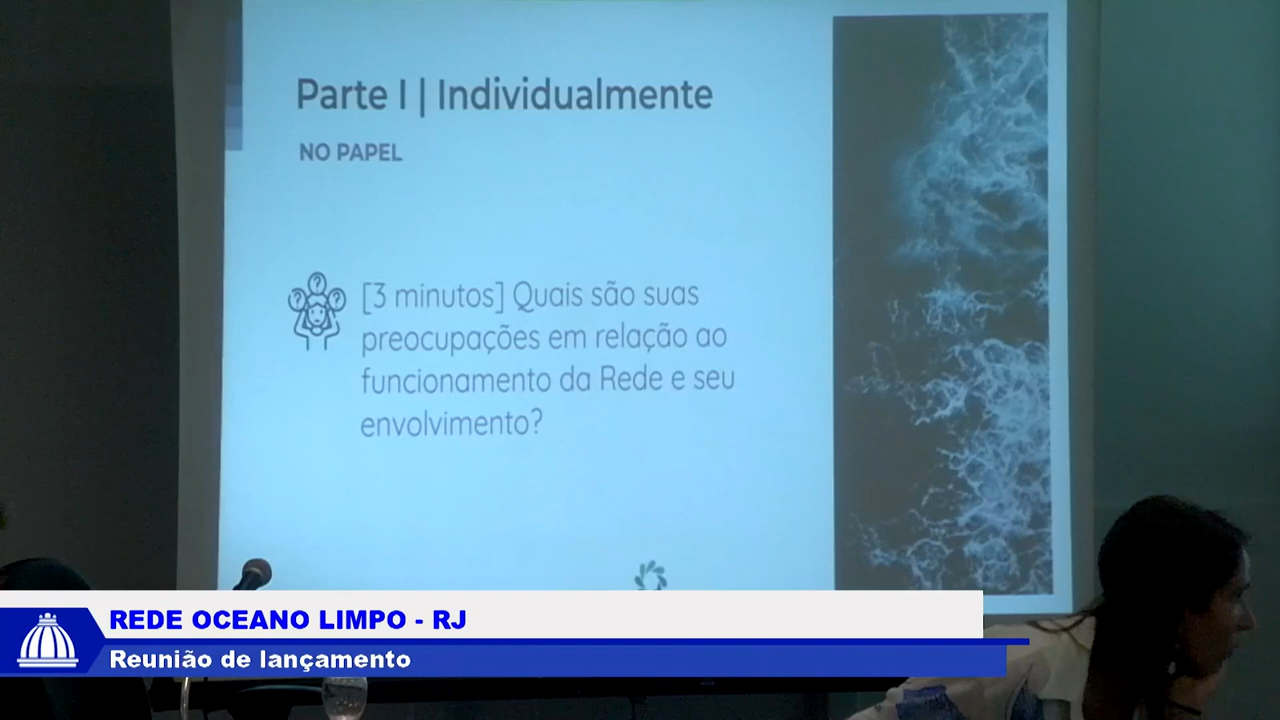 Parte I | Individualmente
NO PAPEL
[3 minutos] Quais são suas
preocupações em relação ao
funcionamento da Rede e seu
envolvimento?
REDE OCEANO LIMPO - RJ
Reunião de lançamento